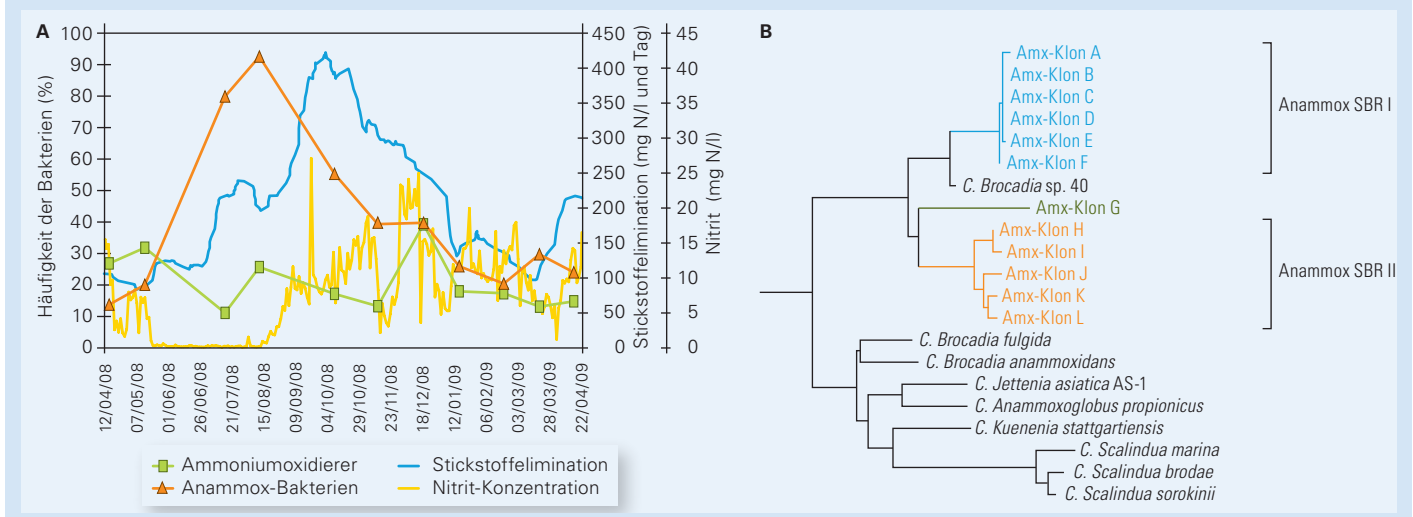 A
100
90
80
70
60
50
40
30
20
10
0
Häufigkeit der Bakterien (%)
450
400
350
300
250
200
150
100
50
0
Stickstoffelimination (mg N/l und Tag)
45
40
35
30
25
20
15
10
5
0
Nitrit (mg N/l)
12/04/08
07/05/08
01/06/08
26/06/08
21/07/08
15/08/08
09/09/08
04/10/08
29/10/08
23/11/08
18/12/08
12/01/09
06/02/09
03/03/09
28/03/09
22/04/09
Ammoniumoxidierer
Stickstoffelimination
Anammox-Bakterien
Nitrit-Konzentration
B
Amx-Klon A
Amx-Klon B
Amx-Klon C
Amx-Klon D
Amx-Klon E
Amx-Klon F
Anammox SBR I
C. Brocadia sp. 40
Amx-Klon G
Amx-Klon H
Amx-Klon I
Amx-Klon J
Amx-Klon K
Amx-Klon L
Anammox SBR II
C. Brocadia fulgida
C. Brocadia anammoxidans
C. Jettenia asiatica AS-1
C. Anammoxoglobus propionicus
C. Kuenenia stattgartiensis
C. Scalindua marina
C. Scalindua brodae
C. Scalindua sorokinii